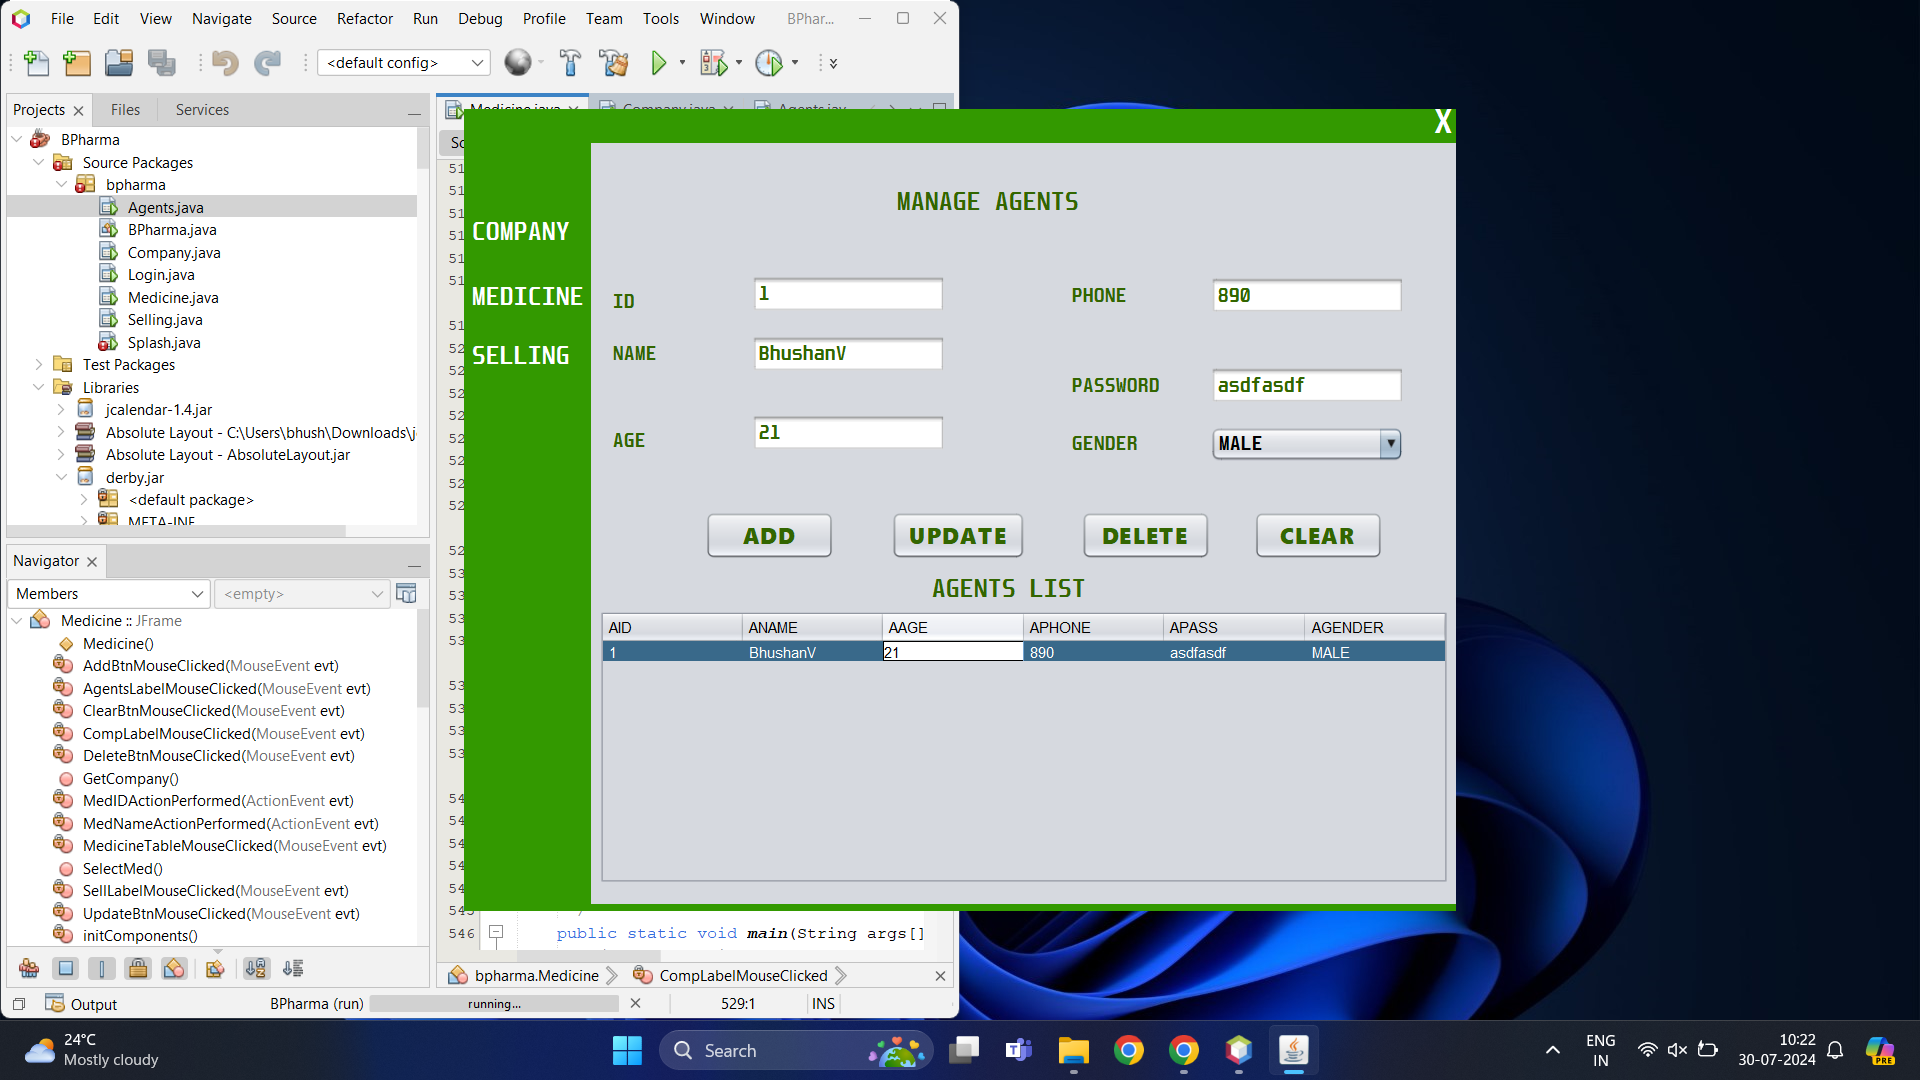 File Edit View Navigate Source Refactor Run Debug Profile Team Tools Window BPhar...
<default config>
Projects Files Services
BPharma
Source Packages
bpharma
Agents.java
BPharma.java
Company.java
Login.java
Medicine.java
Selling.java
Splash.java
Test Packages
Libraries
jcalendar-1.4.jar
Absolute Layout - C:\Users\bhush\Downloads\j
Absolute Layout - AbsoluteLayout.jar
derby.jar
<default package>
META-INF
Navigator
Members <empty>
Medicine :: JFrame
Medicine()
AddBtnMouseClicked(MouseEvent evt)
AgentsLabelMouseClicked(MouseEvent evt)
ClearBtnMouseClicked(MouseEvent evt)
CompLabelMouseClicked(MouseEvent evt)
DeleteBtnMouseClicked(MouseEvent evt)
GetCompany()
MedIDActionPerformed(ActionEvent evt)
MedNameActionPerformed(ActionEvent evt)
MedicineTableMouseClicked(MouseEvent evt)
SelectMed()
SellLabelMouseClicked(MouseEvent evt)
UpdateBtnMouseClicked(MouseEvent evt)
initComponents()
Medicine.java Company.java Agents.jav
X
COMPANY
MEDICINE
SELLING
MANAGE AGENTS
ID 1 PHONE 890
NAME BhushanV
PASSWORD asdfasdf
AGE 21
GENDER MALE
ADD UPDATE DELETE CLEAR
AGENTS LIST
AID ANAME AAGE APHONE APASS AGENDER
1 BhushanV 21 890 asdfasdf MALE
546 public static void main(String args[]
bpharma.Medicine CompLabelMouseClicked
Output BPharma (run) running... 529:1 INS
24°C
Mostly cloudy
Search
ENG
IN
10:22
30-07-2024
PRE